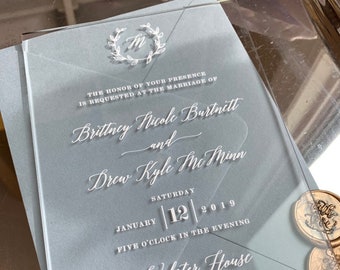 M
THE HONOR OF YOUR PRESENCE
IS REQUESTED AT THE MARRIAGE OF
Brittney Nicole Burtnett
and
Drew Kyle McMinn
SATURDAY
JANUARY |12| 2019
FIVE O'CLOCK IN THE EVENING
House